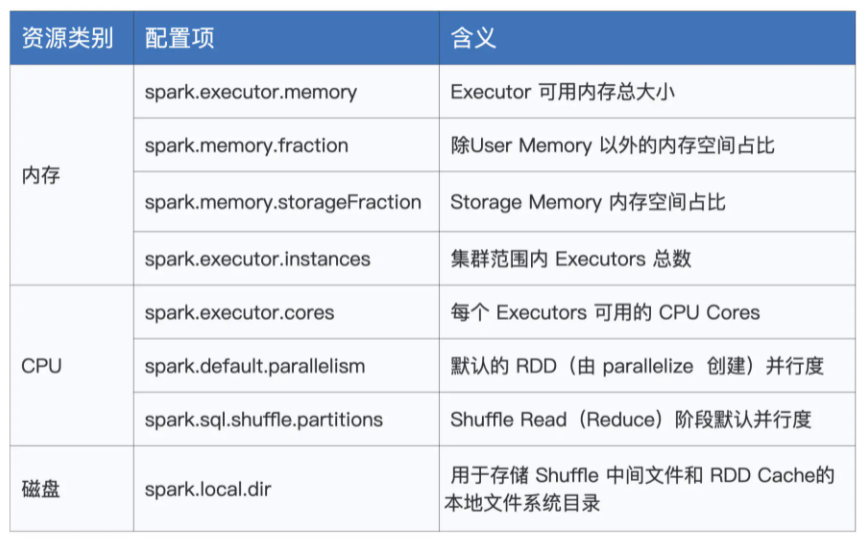 资源类别 配置项 含义
内存
spark.executor.memory Executor 可用内存总大小
spark.memory.fraction 除User Memory 以外的内存空间占比
spark.memory.storageFraction Storage Memory 内存空间占比
spark.executor.instances 集群范围内 Executors 总数
CPU
spark.executor.cores 每个 Executors 可用的 CPU Cores
spark.default.parallelism 默认的 RDD（由 parallelize 创建）并行度
spark.sql.shuffle.partitions Shuffle Read（Reduce）阶段默认并行度
磁盘
spark.local.dir 用于存储 Shuffle 中间文件和 RDD Cache的
本地文件系统目录